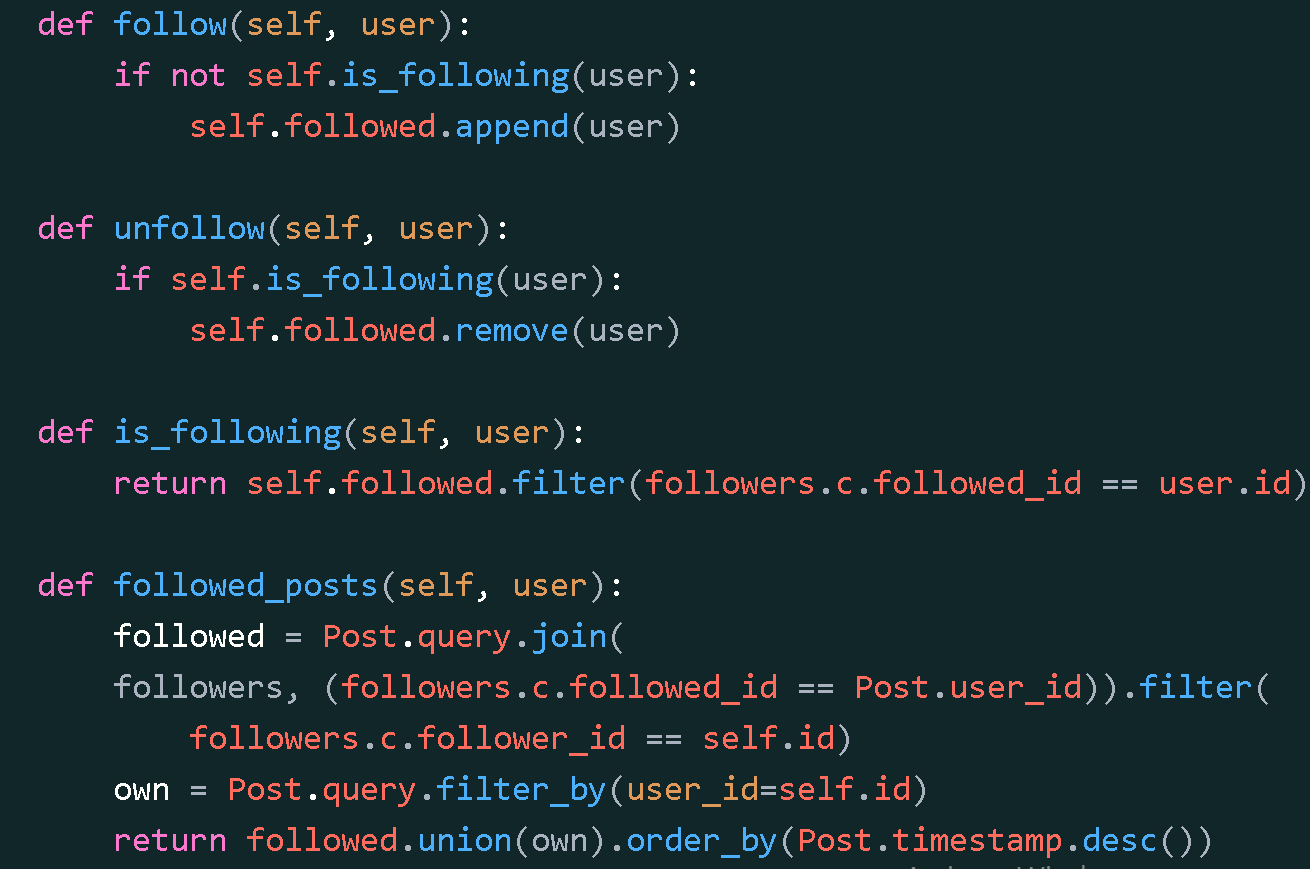 def follow(self, user):
    if not self.is_following(user):
        self.followed.append(user)
def unfollow(self, user):
    if self.is_following(user):
        self.followed.remove(user)
def is_following(self, user):
    return self.followed.filter(followers.c.followed_id == user.id)
def followed_posts(self, user):
    followed = Post.query.join(
    followers, (followers.c.followed_id == Post.user_id)).filter(
        followers.c.follower_id == self.id)
    own = Post.query.filter_by(user_id=self.id)
    return followed.union(own).order_by(Post.timestamp.desc())